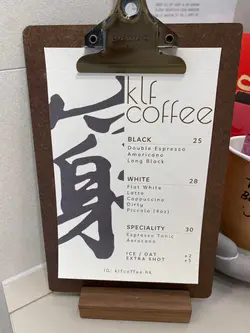 klf
coffee
BLACK 25
Double Espresso
Americano
Long Black
WHITE 28
Flat White
Latte
Cappuccino
Dirty
Piccolo (4oz)
SPECIALITY 30
Espresso Tonic
Aerocano
ICE / OAT +2
EXTRA SHOT +5
IG: klfcoffee.hk
身